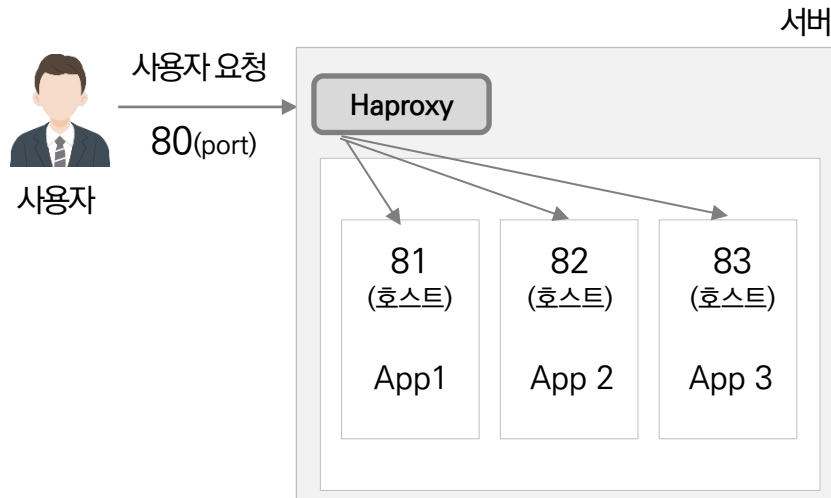 서버
사용자 요청
Haproxy
80(port)
사용자
81
(호스트)
App1
82
(호스트)
App 2
83
(호스트)
App 3